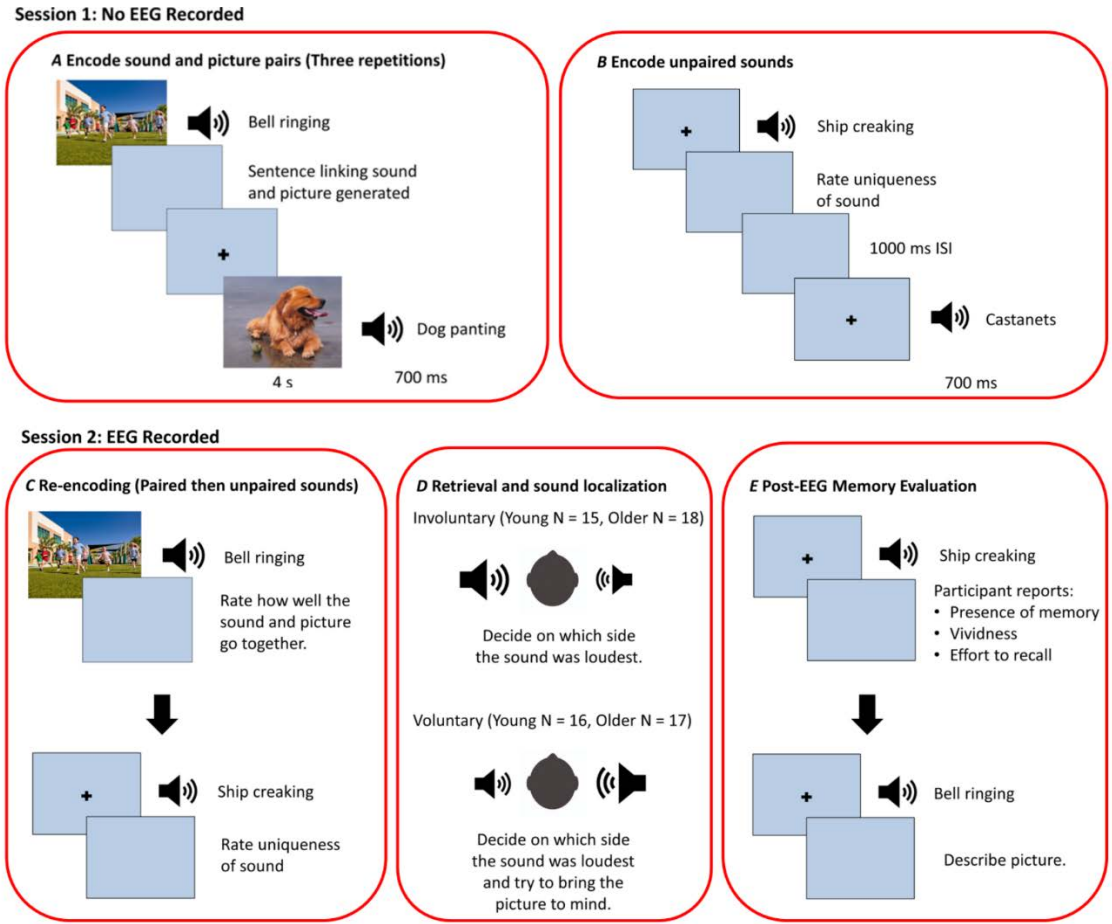 Session 1: No EEG Recorded
A Encode sound and picture pairs (Three repetitions)
Bell ringing
Sentence linking sound
and picture generated
Dog panting
4 s
700 ms
B Encode unpaired sounds
Ship creaking
Rate uniqueness
of sound
1000 ms ISI
Castanets
700 ms
Session 2: EEG Recorded
C Re-encoding (Paired then unpaired sounds)
Bell ringing
Rate how well the
sound and picture
go together.
Ship creaking
Rate uniqueness
of sound
D Retrieval and sound localization
Involuntary (Young N = 15, Older N = 18)
Decide on which side
the sound was loudest.
Voluntary (Young N = 16, Older N = 17)
Decide on which side
the sound was loudest
and try to bring the
picture to mind.
E Post-EEG Memory Evaluation
Ship creaking
Participant reports:
• Presence of memory
• Vividness
• Effort to recall
Bell ringing
Describe picture.